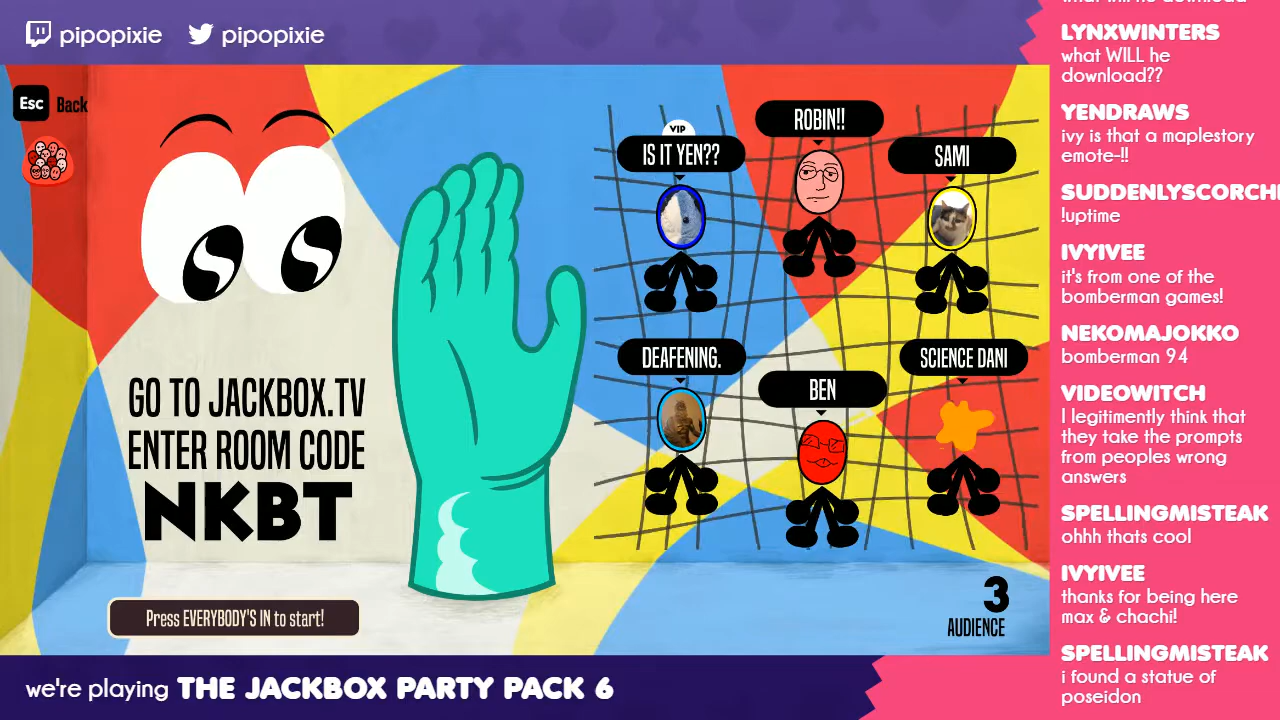 pipopixie pipopixie
Esc Back
VIP
IS IT YEN??
ROBIN!!
SAMI
DEAFENING.
BEN
SCIENCE DANI
GO TO JACKBOX.TV
ENTER ROOM CODE
NKBT
Press EVERYBODY'S IN to start!
3
AUDIENCE
we're playing THE JACKBOX PARTY PACK 6
LYNXWINTERS
what WILL he
download??
YENDRAWS
ivy is that a maplestory
emote-!!
SUDDENLYSCORCH
!uptime
IVYIVEE
it's from one of the
bomberman games!
NEKOMAJOKKO
bomberman 94
VIDEOWITCH
I legitimently think that
they take the prompts
from peoples wrong
answers
SPELLINGMISTEAK
ohhh thats cool
IVYIVEE
thanks for being here
max & chachi!
SPELLINGMISTEAK
i found a statue of
poseidon